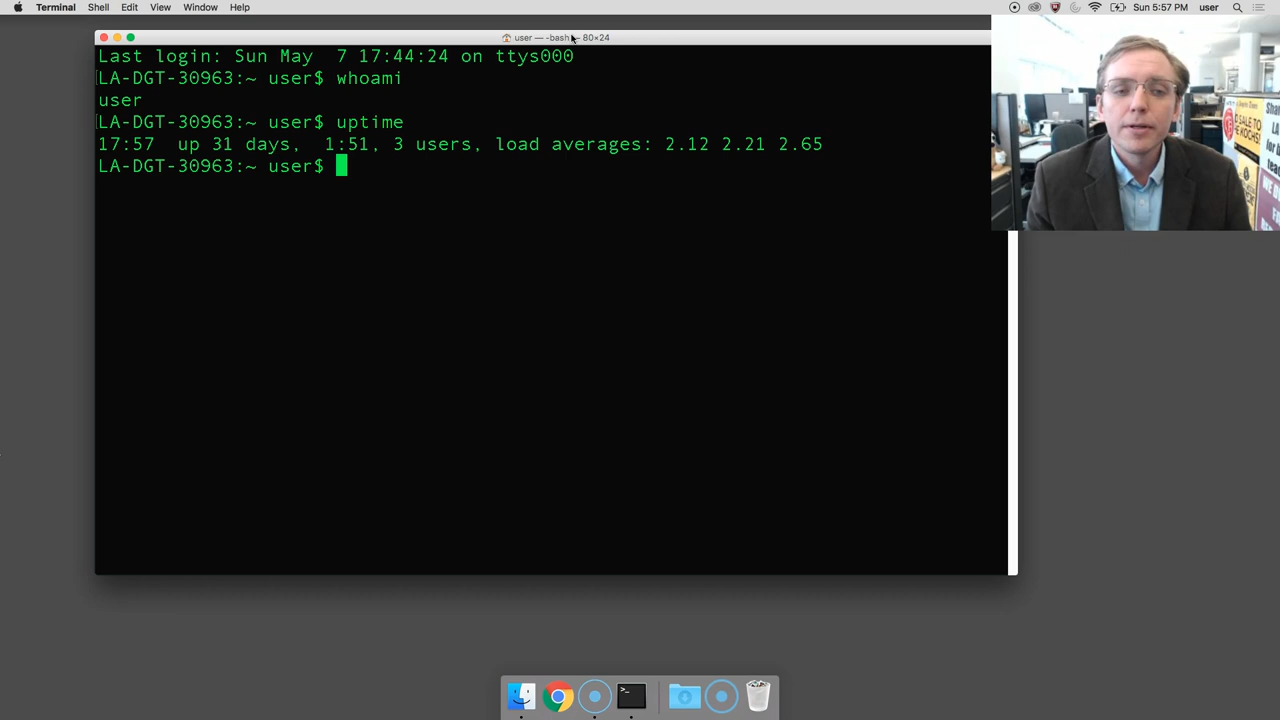 Terminal Shell Edit View Window Help
Sun 5:57 PM user
user — -bash — 80×24
Last login: Sun May  7 17:44:24 on ttys000
LA-DGT-30963:~ user$ whoami
user
LA-DGT-30963:~ user$ uptime
17:57  up 31 days,  1:51, 3 users, load averages: 2.12 2.21 2.65
LA-DGT-30963:~ user$